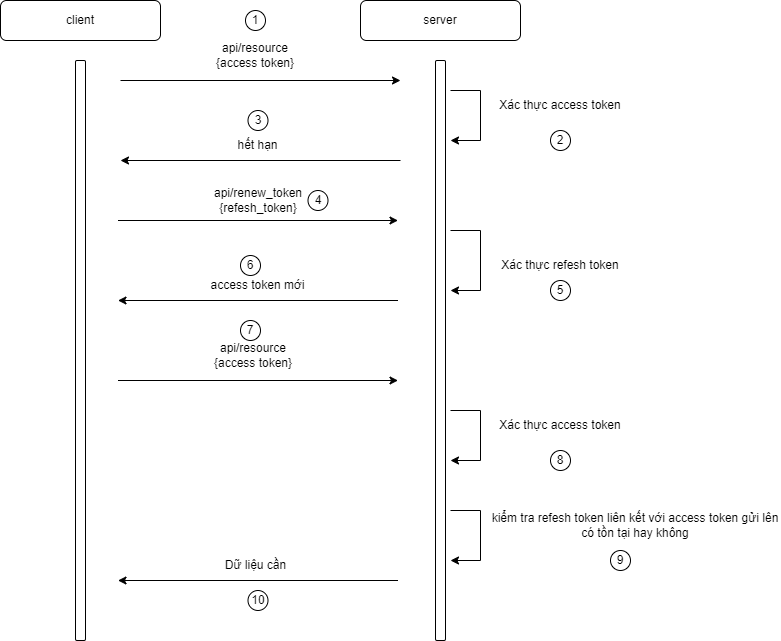 client
server
1
api/resource
{access token}
Xác thực access token
2
3
hết hạn
api/renew_token
{refesh_token}
4
Xác thực refesh token
5
6
access token mới
7
api/resource
{access token}
Xác thực access token
8
kiểm tra refesh token liên kết với access token gửi lên
có tồn tại hay không
9
Dữ liệu cần
10